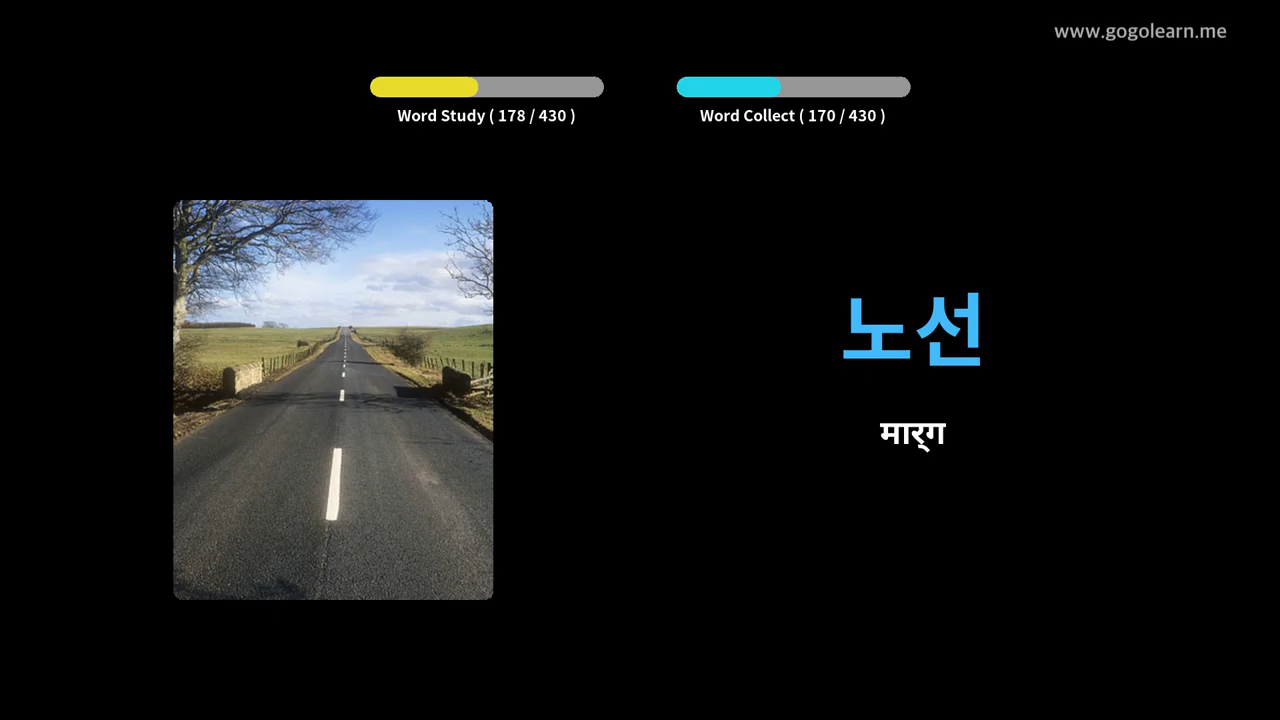 www.gogolearn.me
Word Study ( 178 / 430 )
Word Collect ( 170 / 430 )
노선
मार्‌ग